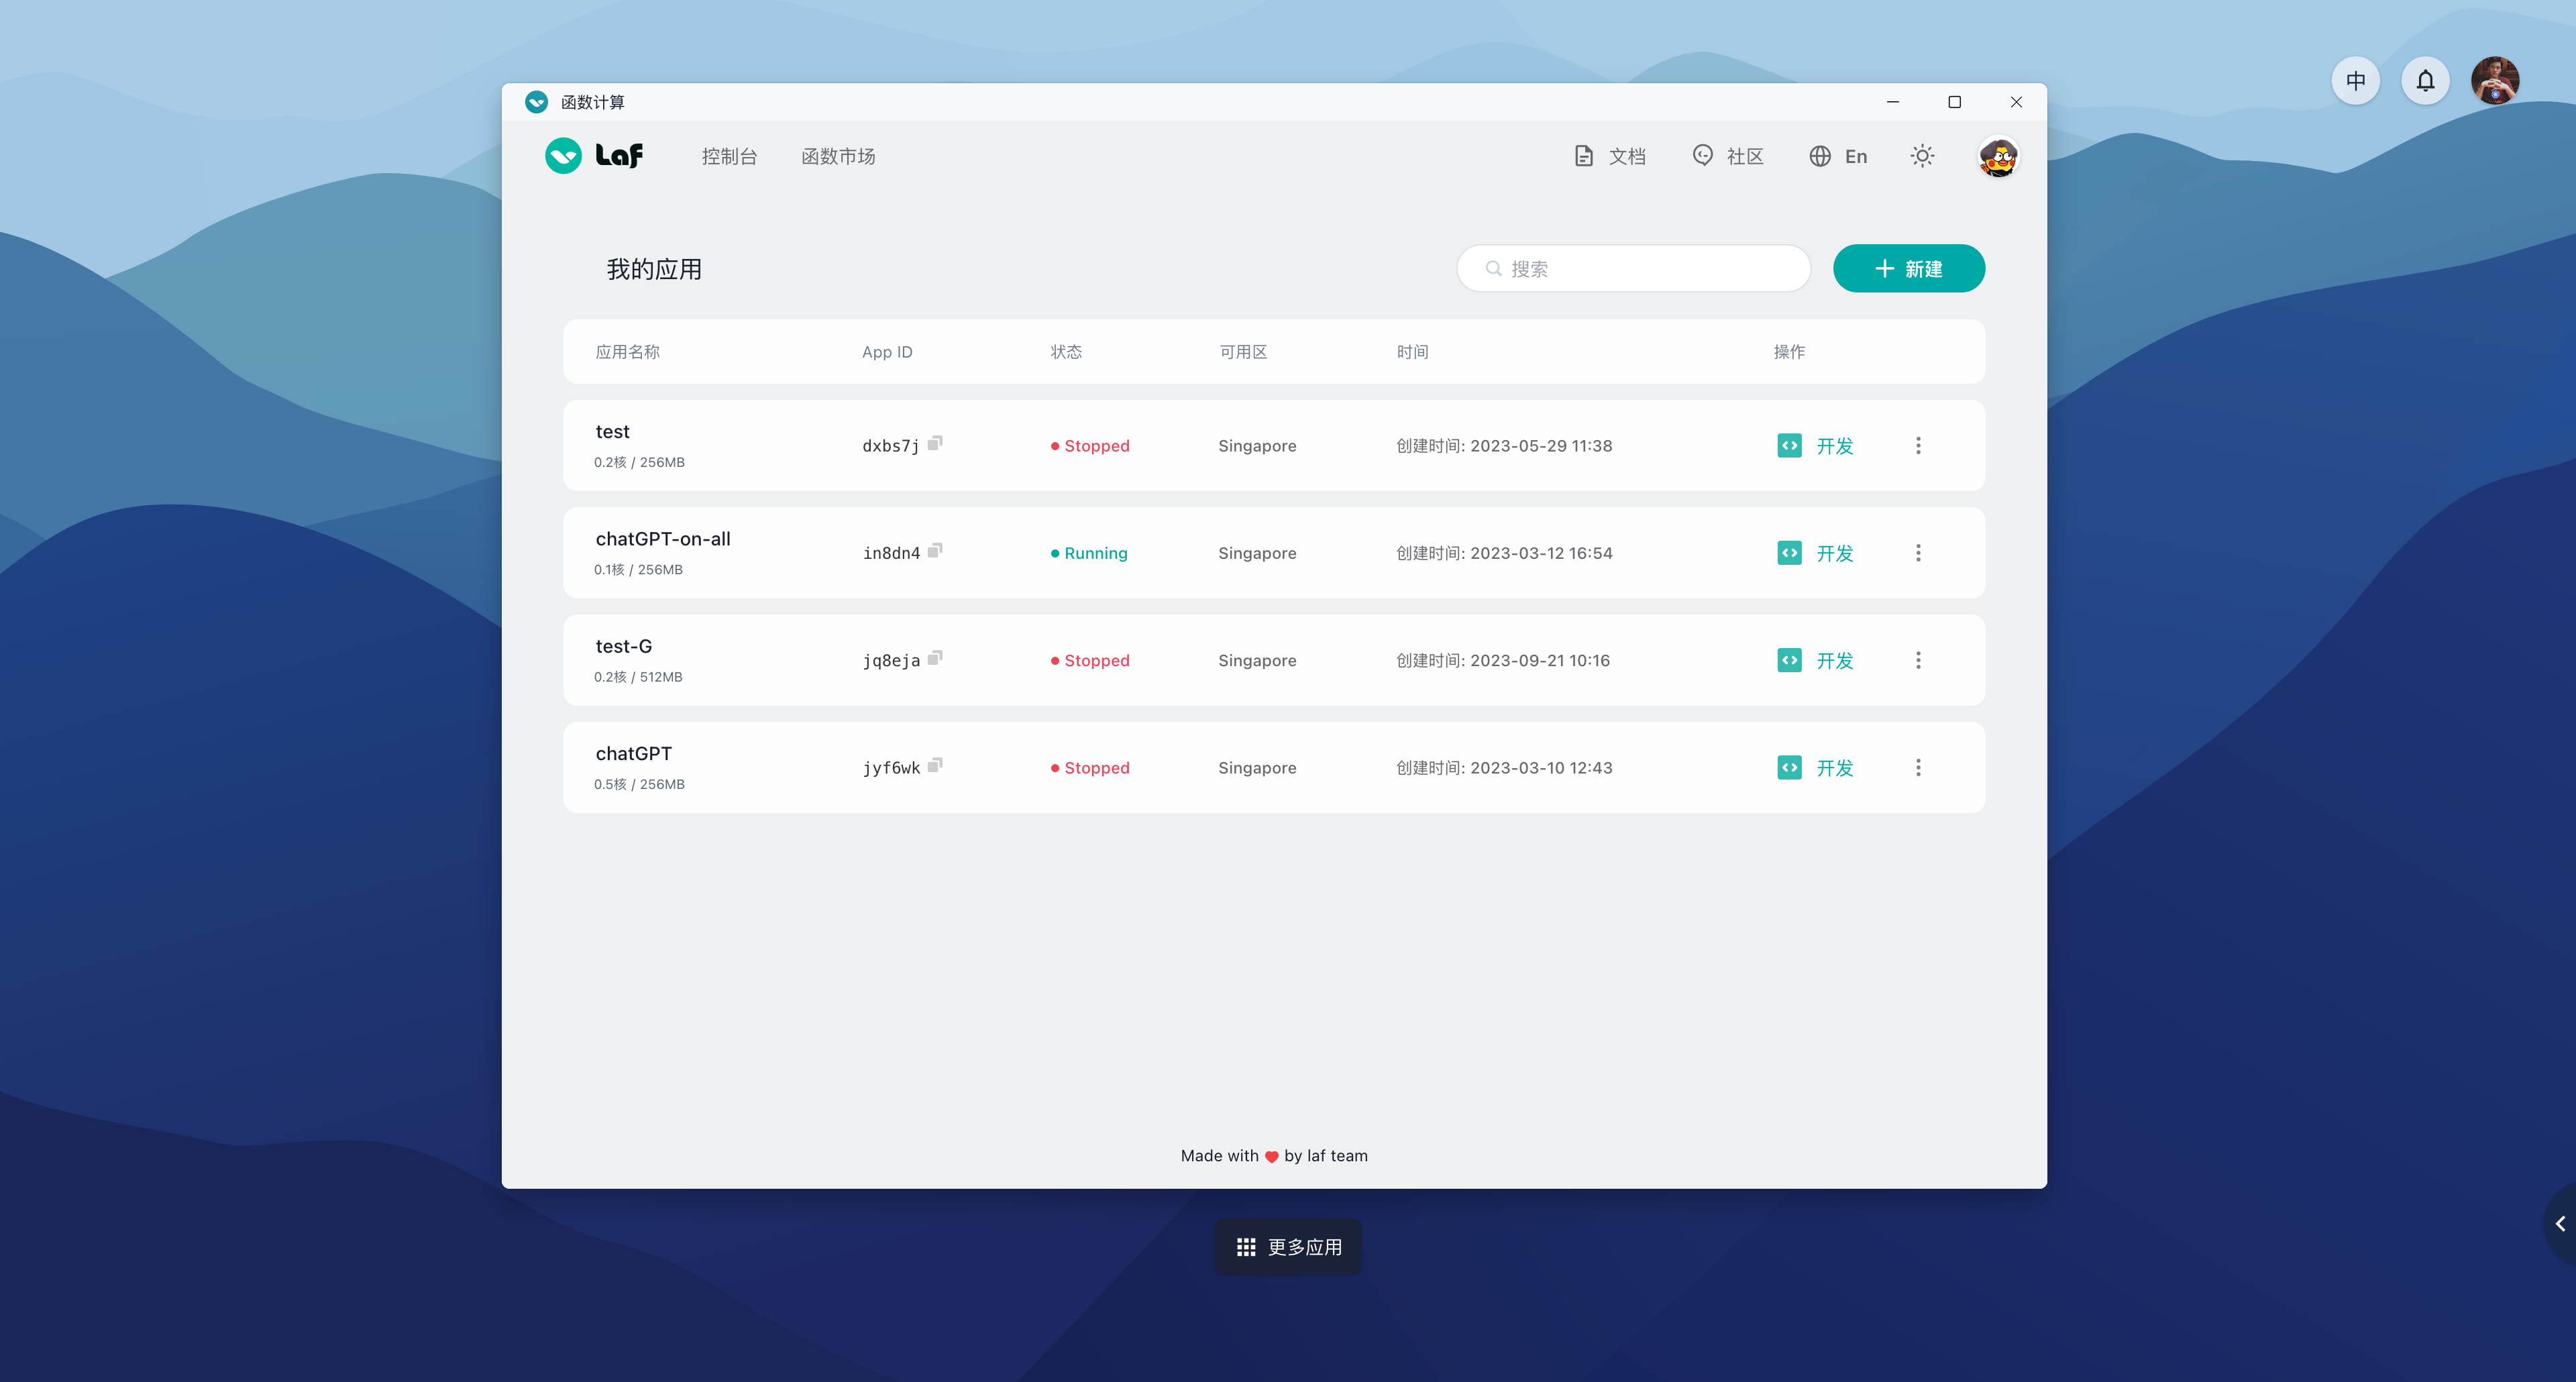 中
函数计算
Laf 控制台 函数市场 文档 社区 En
我的应用 搜索 新建
应用名称 App ID 状态 可用区 时间 操作
test
0.2核 / 256MB
dxbs7j Stopped Singapore 创建时间: 2023-05-29 11:38 开发
chatGPT-on-all
0.1核 / 256MB
in8dn4 Running Singapore 创建时间: 2023-03-12 16:54 开发
test-G
0.2核 / 512MB
jq8eja Stopped Singapore 创建时间: 2023-09-21 10:16 开发
chatGPT
0.5核 / 256MB
jyf6wk Stopped Singapore 创建时间: 2023-03-10 12:43 开发
Made with ❤ by laf team
更多应用